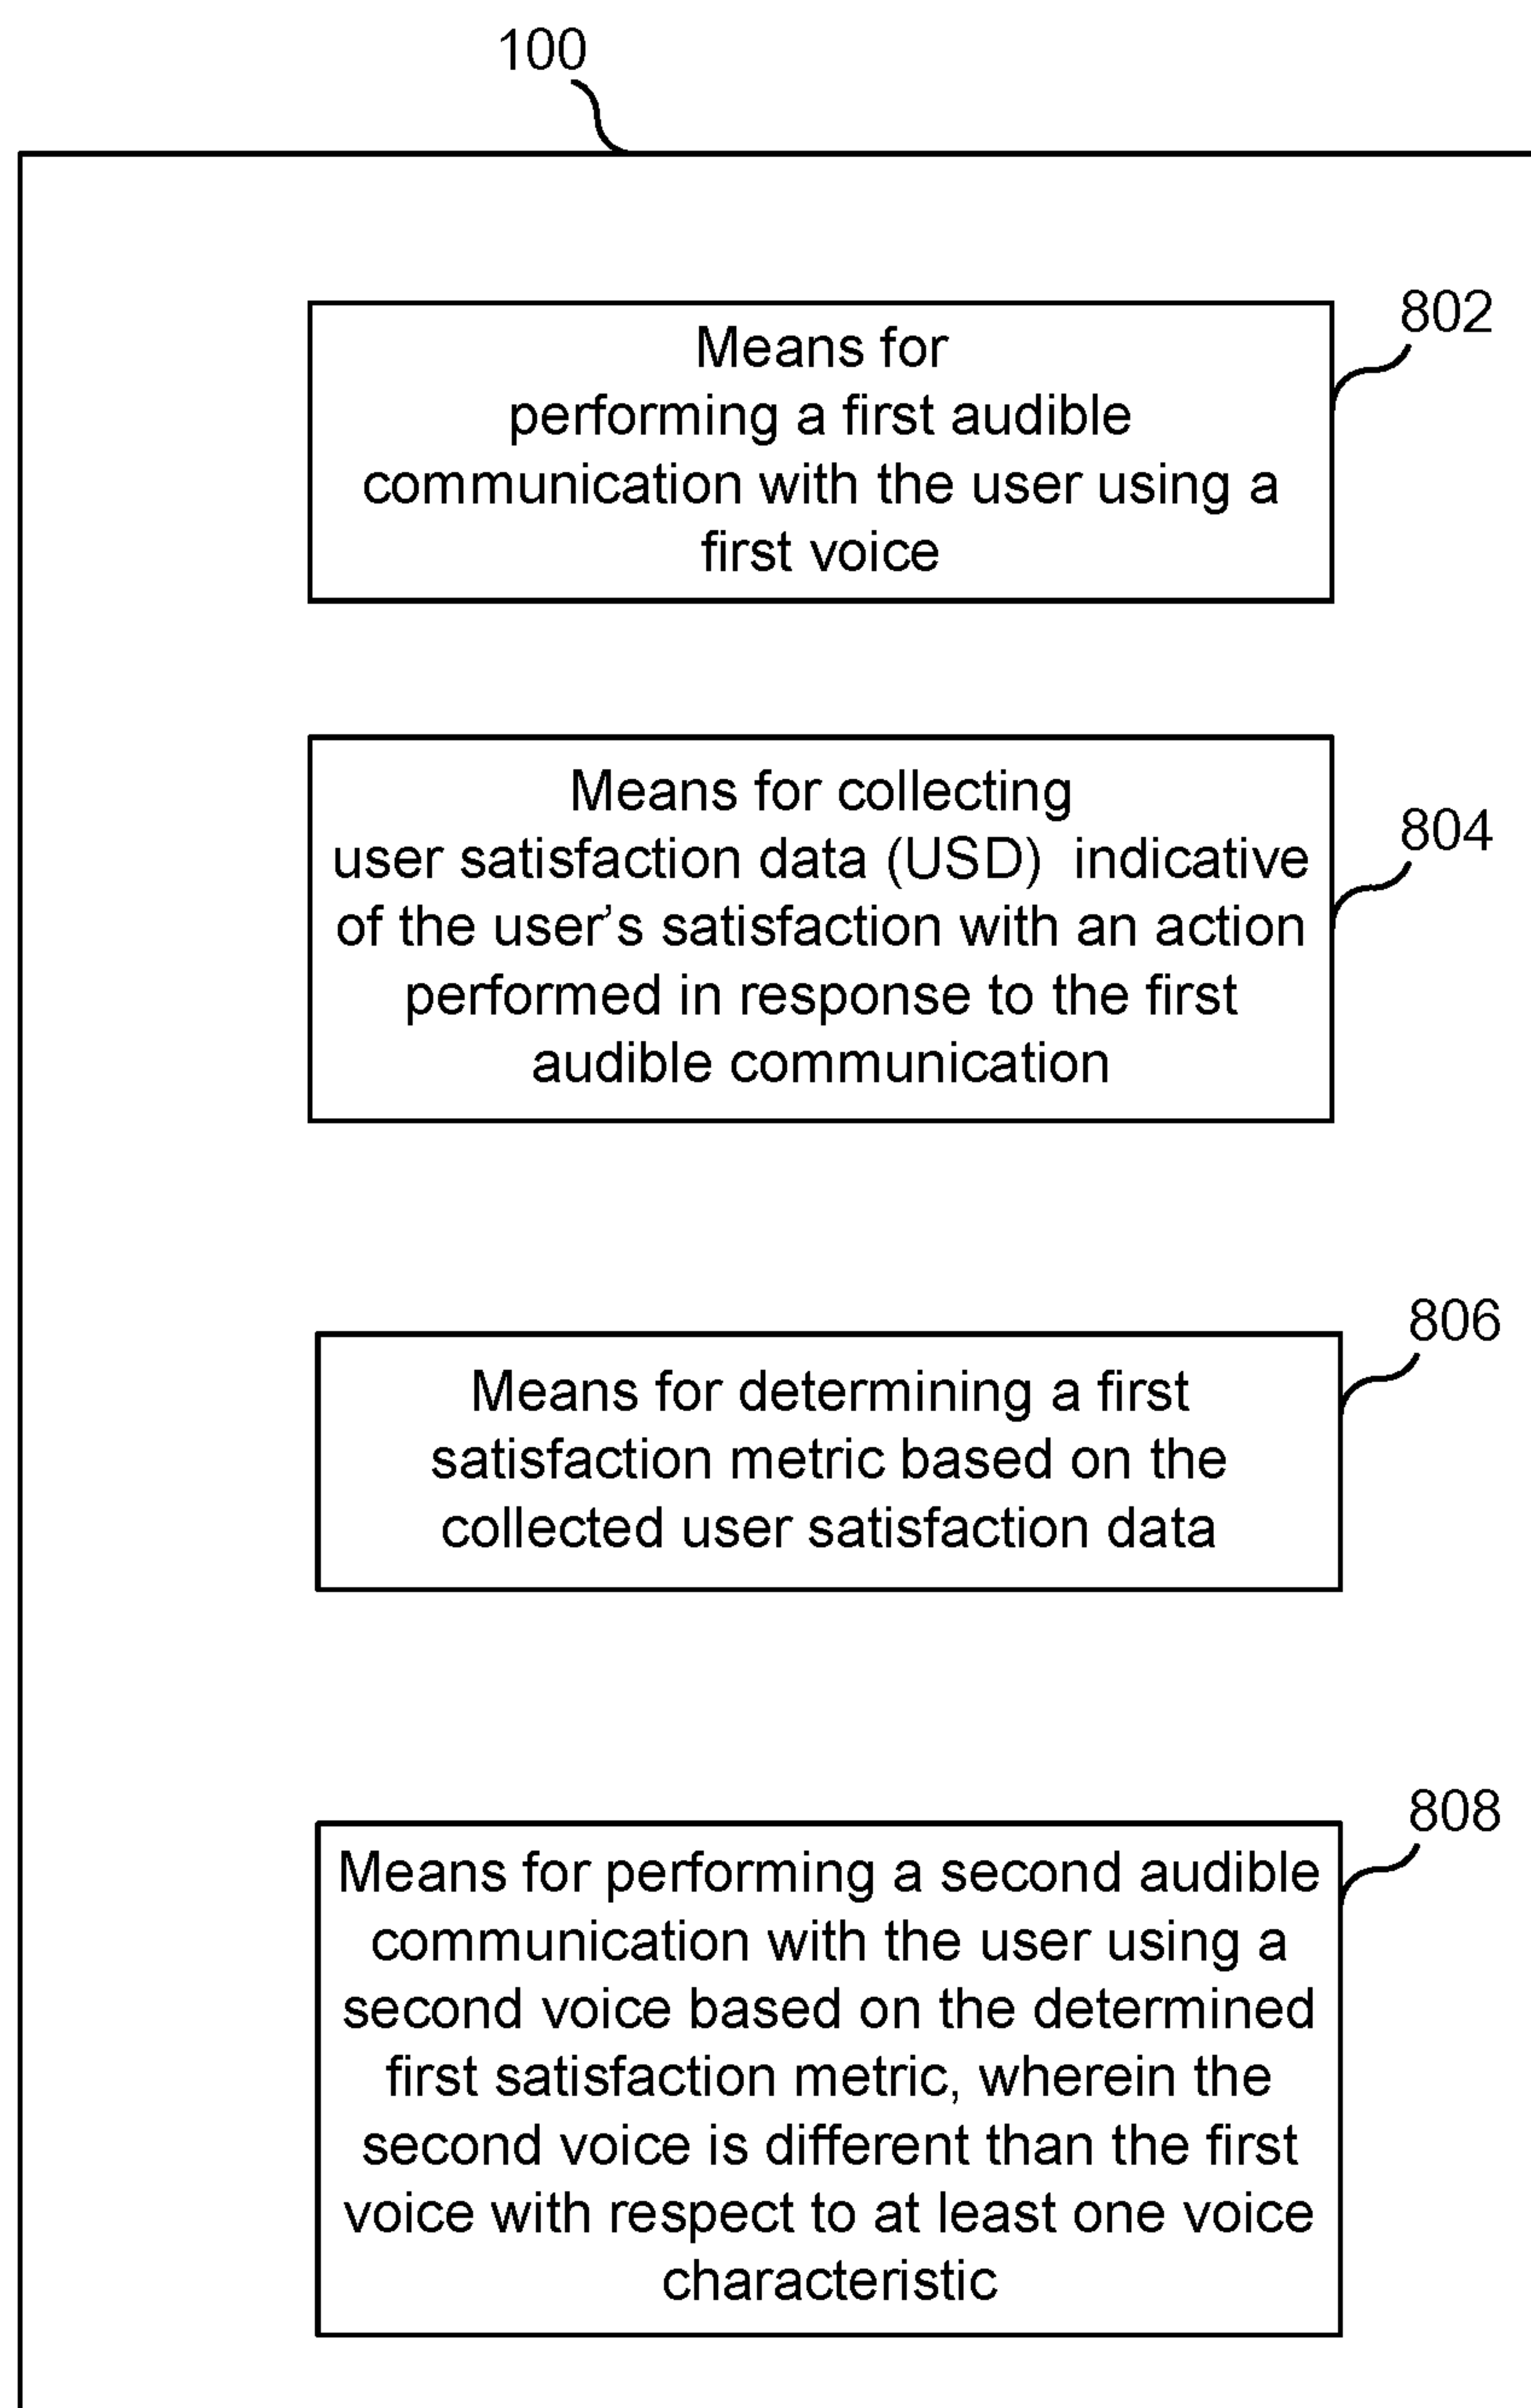 100
802
Means for
performing a first audible
communication with the user using a
first voice
804
Means for collecting
user satisfaction data (USD)  indicative
of the user’s satisfaction with an action
performed in response to the first
audible communication
806
Means for determining a first
satisfaction metric based on the
collected user satisfaction data
808
Means for performing a second audible
communication with the user using a
second voice based on the determined
first satisfaction metric, wherein the
second voice is different than the first
voice with respect to at least one voice
characteristic